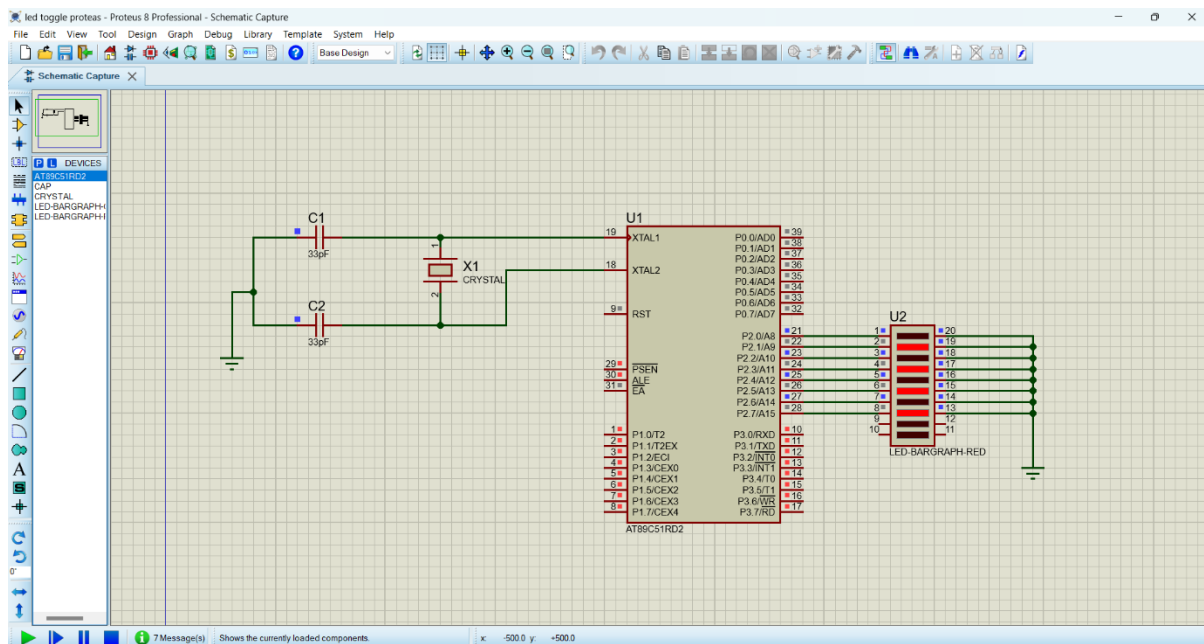 led toggle proteas - Proteus 8 Professional - Schematic Capture
File Edit View Tool Design Graph Debug Library Template System Help
Base Design
Schematic Capture
P L DEVICES
AT89C51RD2
CAP
CRYSTAL
LED-BARGRAPH-
LED-BARGRAPH-
C1
33pF
C2
33pF
1
X1
CRYSTAL
2
U1
19 XTAL1 P0.0/AD0 39
P0.1/AD1 38
P0.2/AD2 37
18 XTAL2 P0.3/AD3 36
P0.4/AD4 35
P0.5/AD5 34
P0.6/AD6 33
9 RST P0.7/AD7 32
P2.0/A8 21
P2.1/A9 22
P2.2/A10 23
29 PSEN P2.3/A11 24
30 ALE P2.4/A12 25
31 EA P2.5/A13 26
P2.6/A14 27
P2.7/A15 28
1 P1.0/T2 P3.0/RXD 10
2 P1.1/T2EX P3.1/TXD 11
3 P1.2/ECI P3.2/INT0 12
4 P1.3/CEX0 P3.3/INT1 13
5 P1.4/CEX1 P3.4/T0 14
6 P1.5/CEX2 P3.5/T1 15
7 P1.6/CEX3 P3.6/WR 16
8 P1.7/CEX4 P3.7/RD 17
AT89C51RD2
U2
1 20
2 19
3 18
4 17
5 16
6 15
7 14
8 13
9 12
10 11
LED-BARGRAPH-RED
0°
7 Message(s) Shows the currently loaded components. x: -500.0 y: +500.0